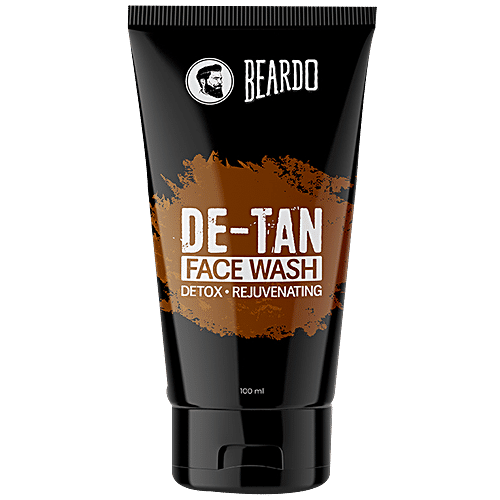 BEARDO
DE-TAN
FACE WASH
DETOX • REJUVENATING
100 ml